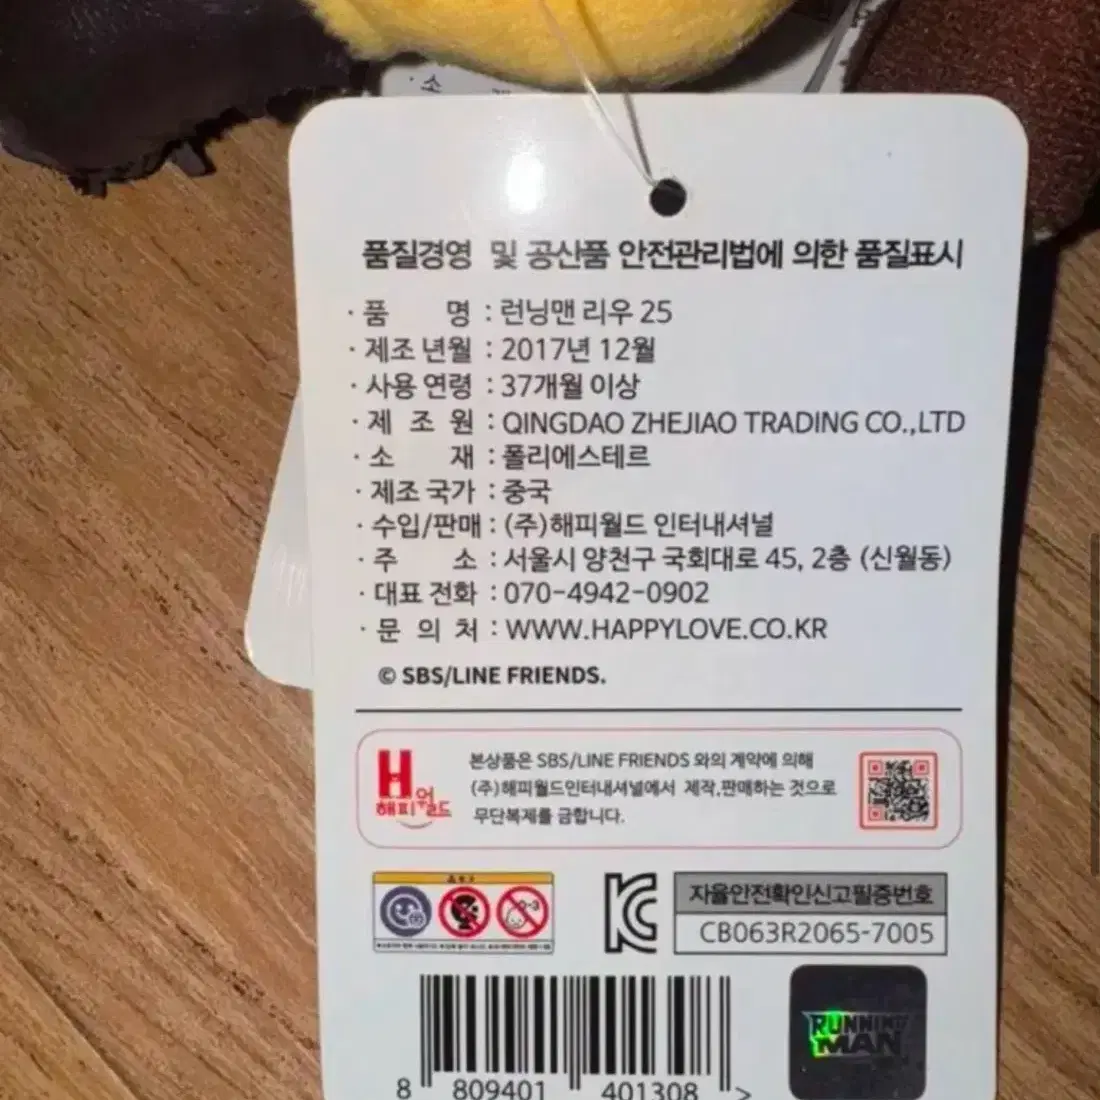 · 소
품질경영 및 공산품 안전관리법에 의한 품질표시
· 품 명 : 런닝맨 리우 25
· 제조 년월 : 2017년 12월
· 사용 연령 : 37개월 이상
· 제 조 원 : QINGDAO ZHEJIAO TRADING CO.,LTD
· 소 재 : 폴리에스테르
· 제조 국가 : 중국
· 수입/판매 : (주)해피월드 인터내셔널
· 주 소 : 서울시 양천구 국회대로 45, 2층 (신월동)
· 대표 전화 : 070-4942-0902
· 문 의 처 : WWW.HAPPYLOVE.CO.KR
© SBS/LINE FRIENDS.
H
해피월드
본상품은 SBS/LINE FRIENDS 와의 계약에 의해
(주)해피월드인터내셔널에서 제작,판매하는 것으로
무단복제를 금합니다.
0-3
KC
자율안전확인신고필증번호
CB063R2065-7005
RUNNING
MAN
8 809401 401308 >